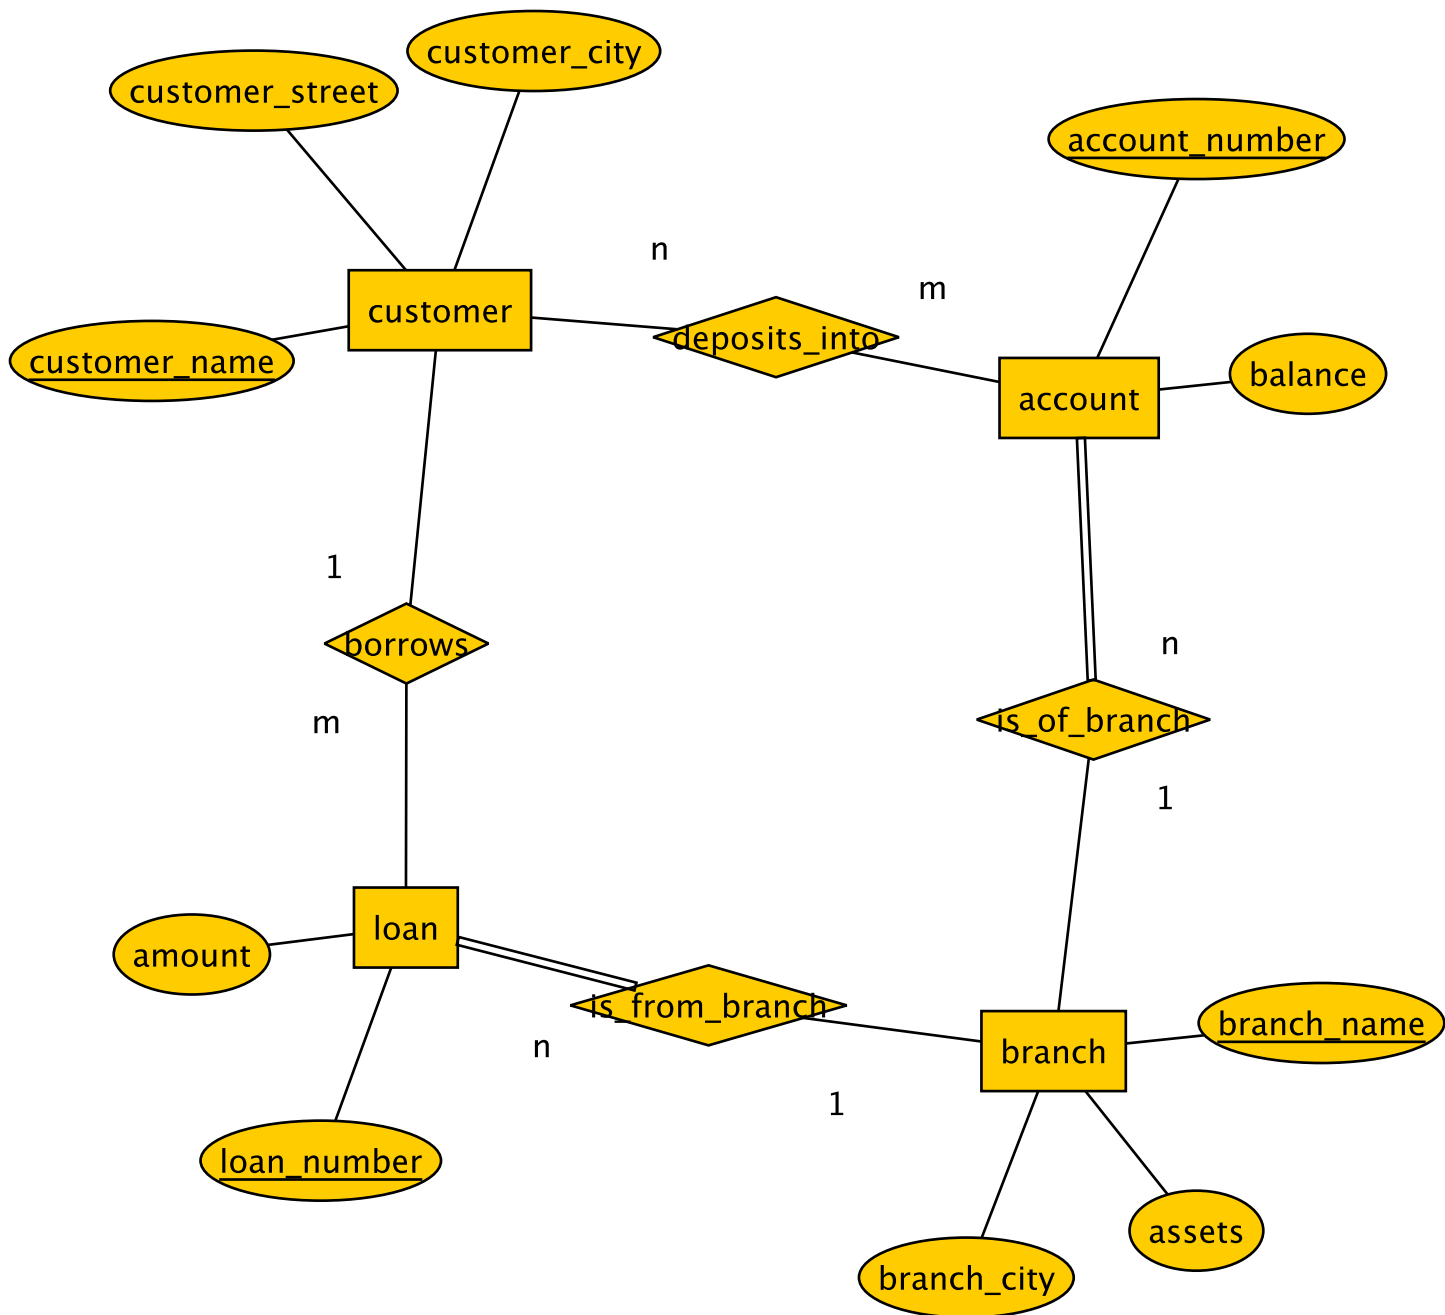 customer_city
customer_street
account_number
n
m
customer
deposits_into
customer_name
balance
account
1
borrows
n
m
is_of_branch
1
loan
amount
is_from_branch
branch_name
n
branch
1
loan_number
assets
branch_city